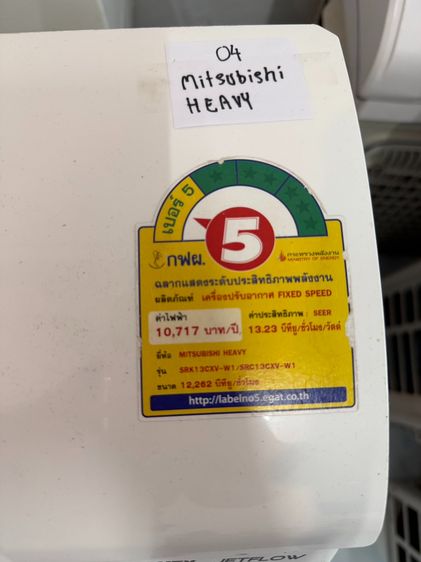 04
Mitsubishi
HEAVY
เบอร์ 5
5
กฟผ.
กระทรวงพลังงาน
MINISTRY OF ENERGY
ฉลากแสดงระดับประสิทธิภาพพลังงาน
ผลิตภัณฑ์ เครื่องปรับอากาศ FIXED SPEED
ค่าไฟฟ้า ค่าประสิทธิภาพ : SEER
10,717 บาท/ปี 13.23 บีทียู/ชั่วโมง/วัตต์
ยี่ห้อ MITSUBISHI HEAVY
รุ่น SRK13CXV-W1/SRC13CXV-W1
ขนาด 12,262 บีทียู/ชั่วโมง
http://labelno5.egat.co.th
JETFLOW